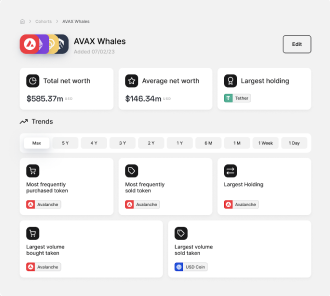 Cohorts / AVAX Whales
AVAX Whales
Added 07/02/23
Edit
Total net worth
$585.37m USD
Average net worth
$146.34m USD
Largest holding
Tether
Trends
Max 5 Y 4 Y 3 Y 2 Y 1 Y 6 M 1 M 1 Week 1 Day
Most frequently
purchased token
Avalanche
Most frequently
sold token
Avalanche
Largest Holding
Avalanche
Largest volume
bought token
Avalanche
Largest volume
sold token
USD Coin